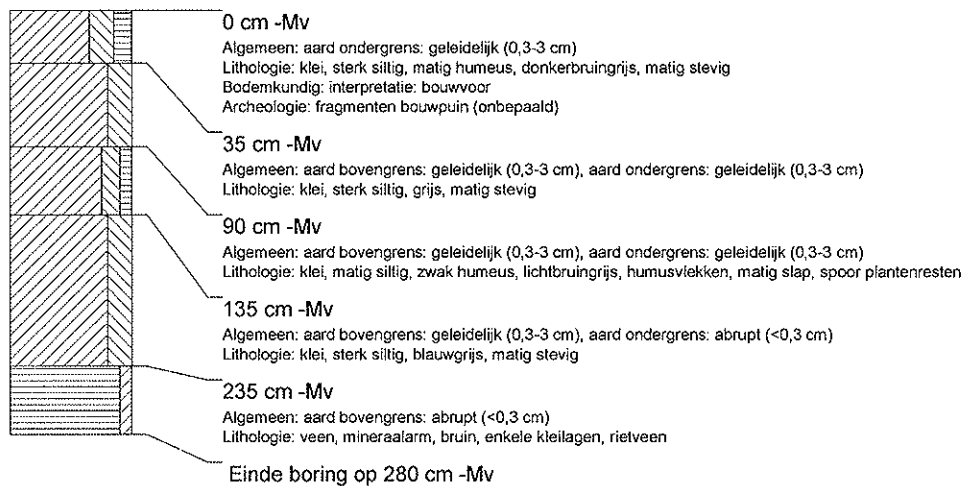 0 cm -Mv
Algemeen: aard ondergrens: geleidelijk (0,3-3 cm)
Lithologie: klei, sterk siltig, matig humeus, donkerbruingrijs, matig stevig
Bodemkundig: interpretatie: bouwvoor
Archeologie: fragmenten bouwpuin (onbepaald)
35 cm -Mv
Algemeen: aard bovengrens: geleidelijk (0,3-3 cm), aard ondergrens: geleidelijk (0,3-3 cm)
Lithologie: klei, sterk siltig, grijs, matig stevig
90 cm -Mv
Algemeen: aard bovengrens: geleidelijk (0,3-3 cm), aard ondergrens: geleidelijk (0,3-3 cm)
Lithologie: klei, matig siltig, zwak humeus, lichtbruingrijs, humusvlekken, matig slap, spoor plantenresten
135 cm -Mv
Algemeen: aard bovengrens: geleidelijk (0,3-3 cm), aard ondergrens: abrupt (<0,3 cm)
Lithologie: klei, sterk siltig, blauwgrijs, matig stevig
235 cm -Mv
Algemeen: aard bovengrens: abrupt (<0,3 cm)
Lithologie: veen, mineraalarm, bruin, enkele kleilagen, rietveen
Einde boring op 280 cm -Mv